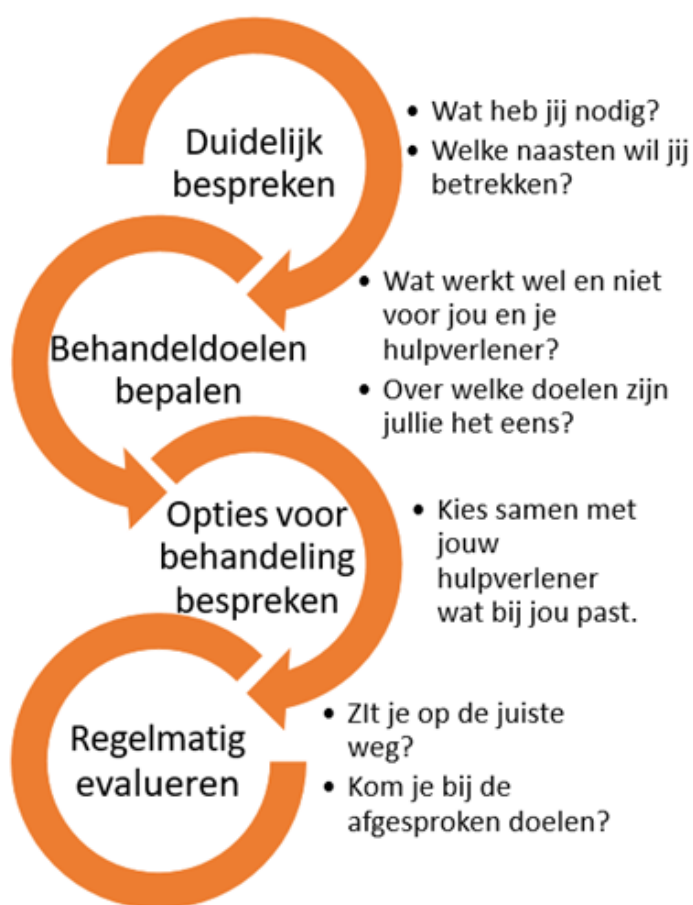 Duidelijk
bespreken
• Wat heb jij nodig?
• Welke naasten wil jij
betrekken?
Behandeldoelen
bepalen
• Wat werkt wel en niet
voor jou en je
hulpverlener?
• Over welke doelen zijn
jullie het eens?
Opties voor
behandeling
bespreken
• Kies samen met
jouw
hulpverlener
wat bij jou past.
Regelmatig
evalueren
• ZIt je op de juiste
weg?
• Kom je bij de
afgesproken doelen?